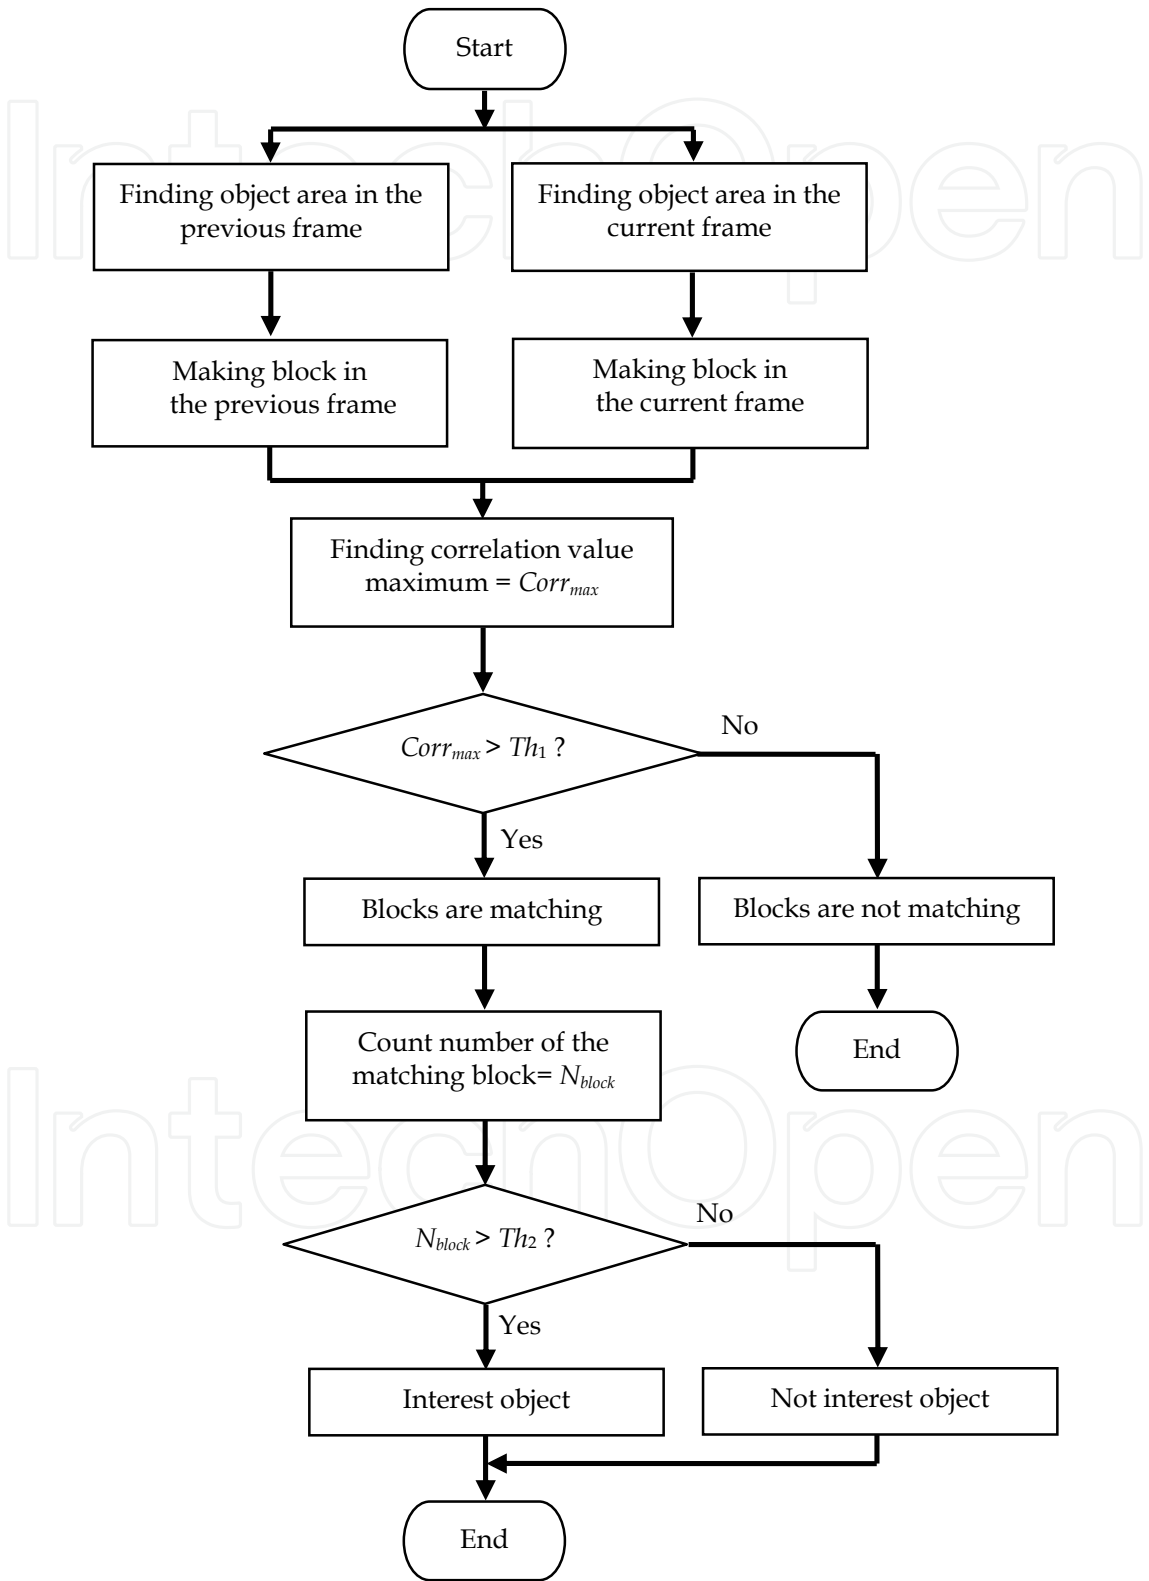 Start
Finding object area in the
previous frame
Finding object area in the
current frame
Making block in
the previous frame
Making block in
the current frame
Finding correlation value
maximum = Corrmax
Corrmax > Th1 ?
No
Yes
Blocks are matching
Blocks are not matching
Count number of the
matching block= Nblock
End
Nblock > Th2 ?
No
Yes
Interest object
Not interest object
End
IntechOpen
IntechOpen